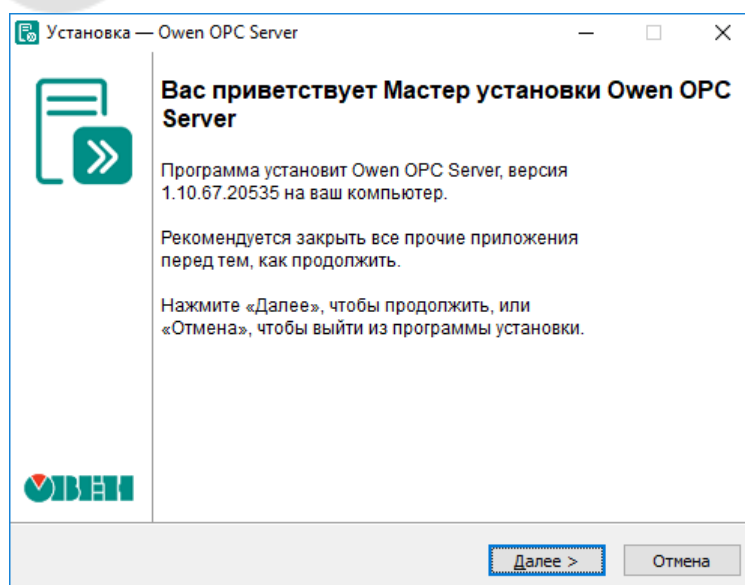 Установка — Owen OPC Server
Вас приветствует Мастер установки Owen OPC
Server
Программа установит Owen OPC Server, версия
1.10.67.20535 на ваш компьютер.
Рекомендуется закрыть все прочие приложения
перед тем, как продолжить.
Нажмите «Далее», чтобы продолжить, или
«Отмена», чтобы выйти из программы установки.
ОВЕН
Далее >
Отмена